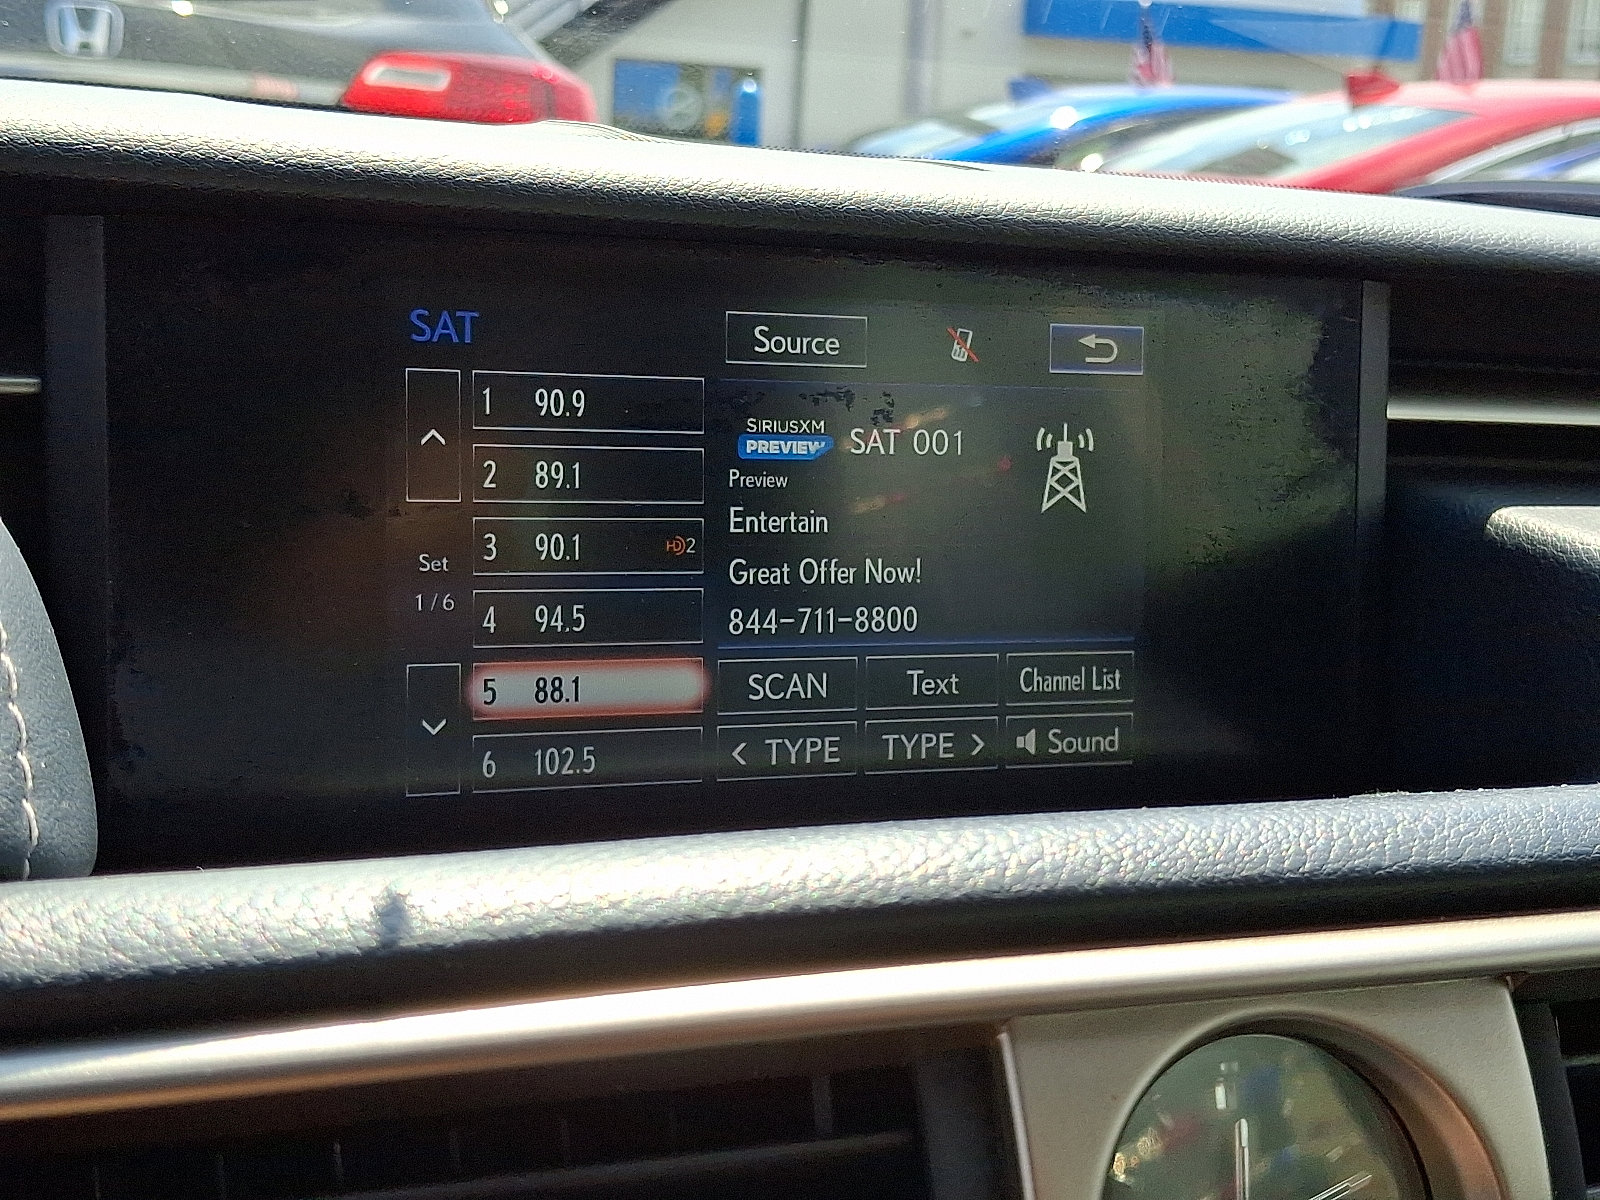 SAT
Source
1 90.9
2 89.1
3 90.1 HD 2
4 94.5
5 88.1
6 102.5
Set
1/6
SIRIUSXM
PREVIEW
SAT 001
Preview
Entertain
Great Offer Now!
844-711-8800
SCAN Text Channel List
< TYPE TYPE > Sound